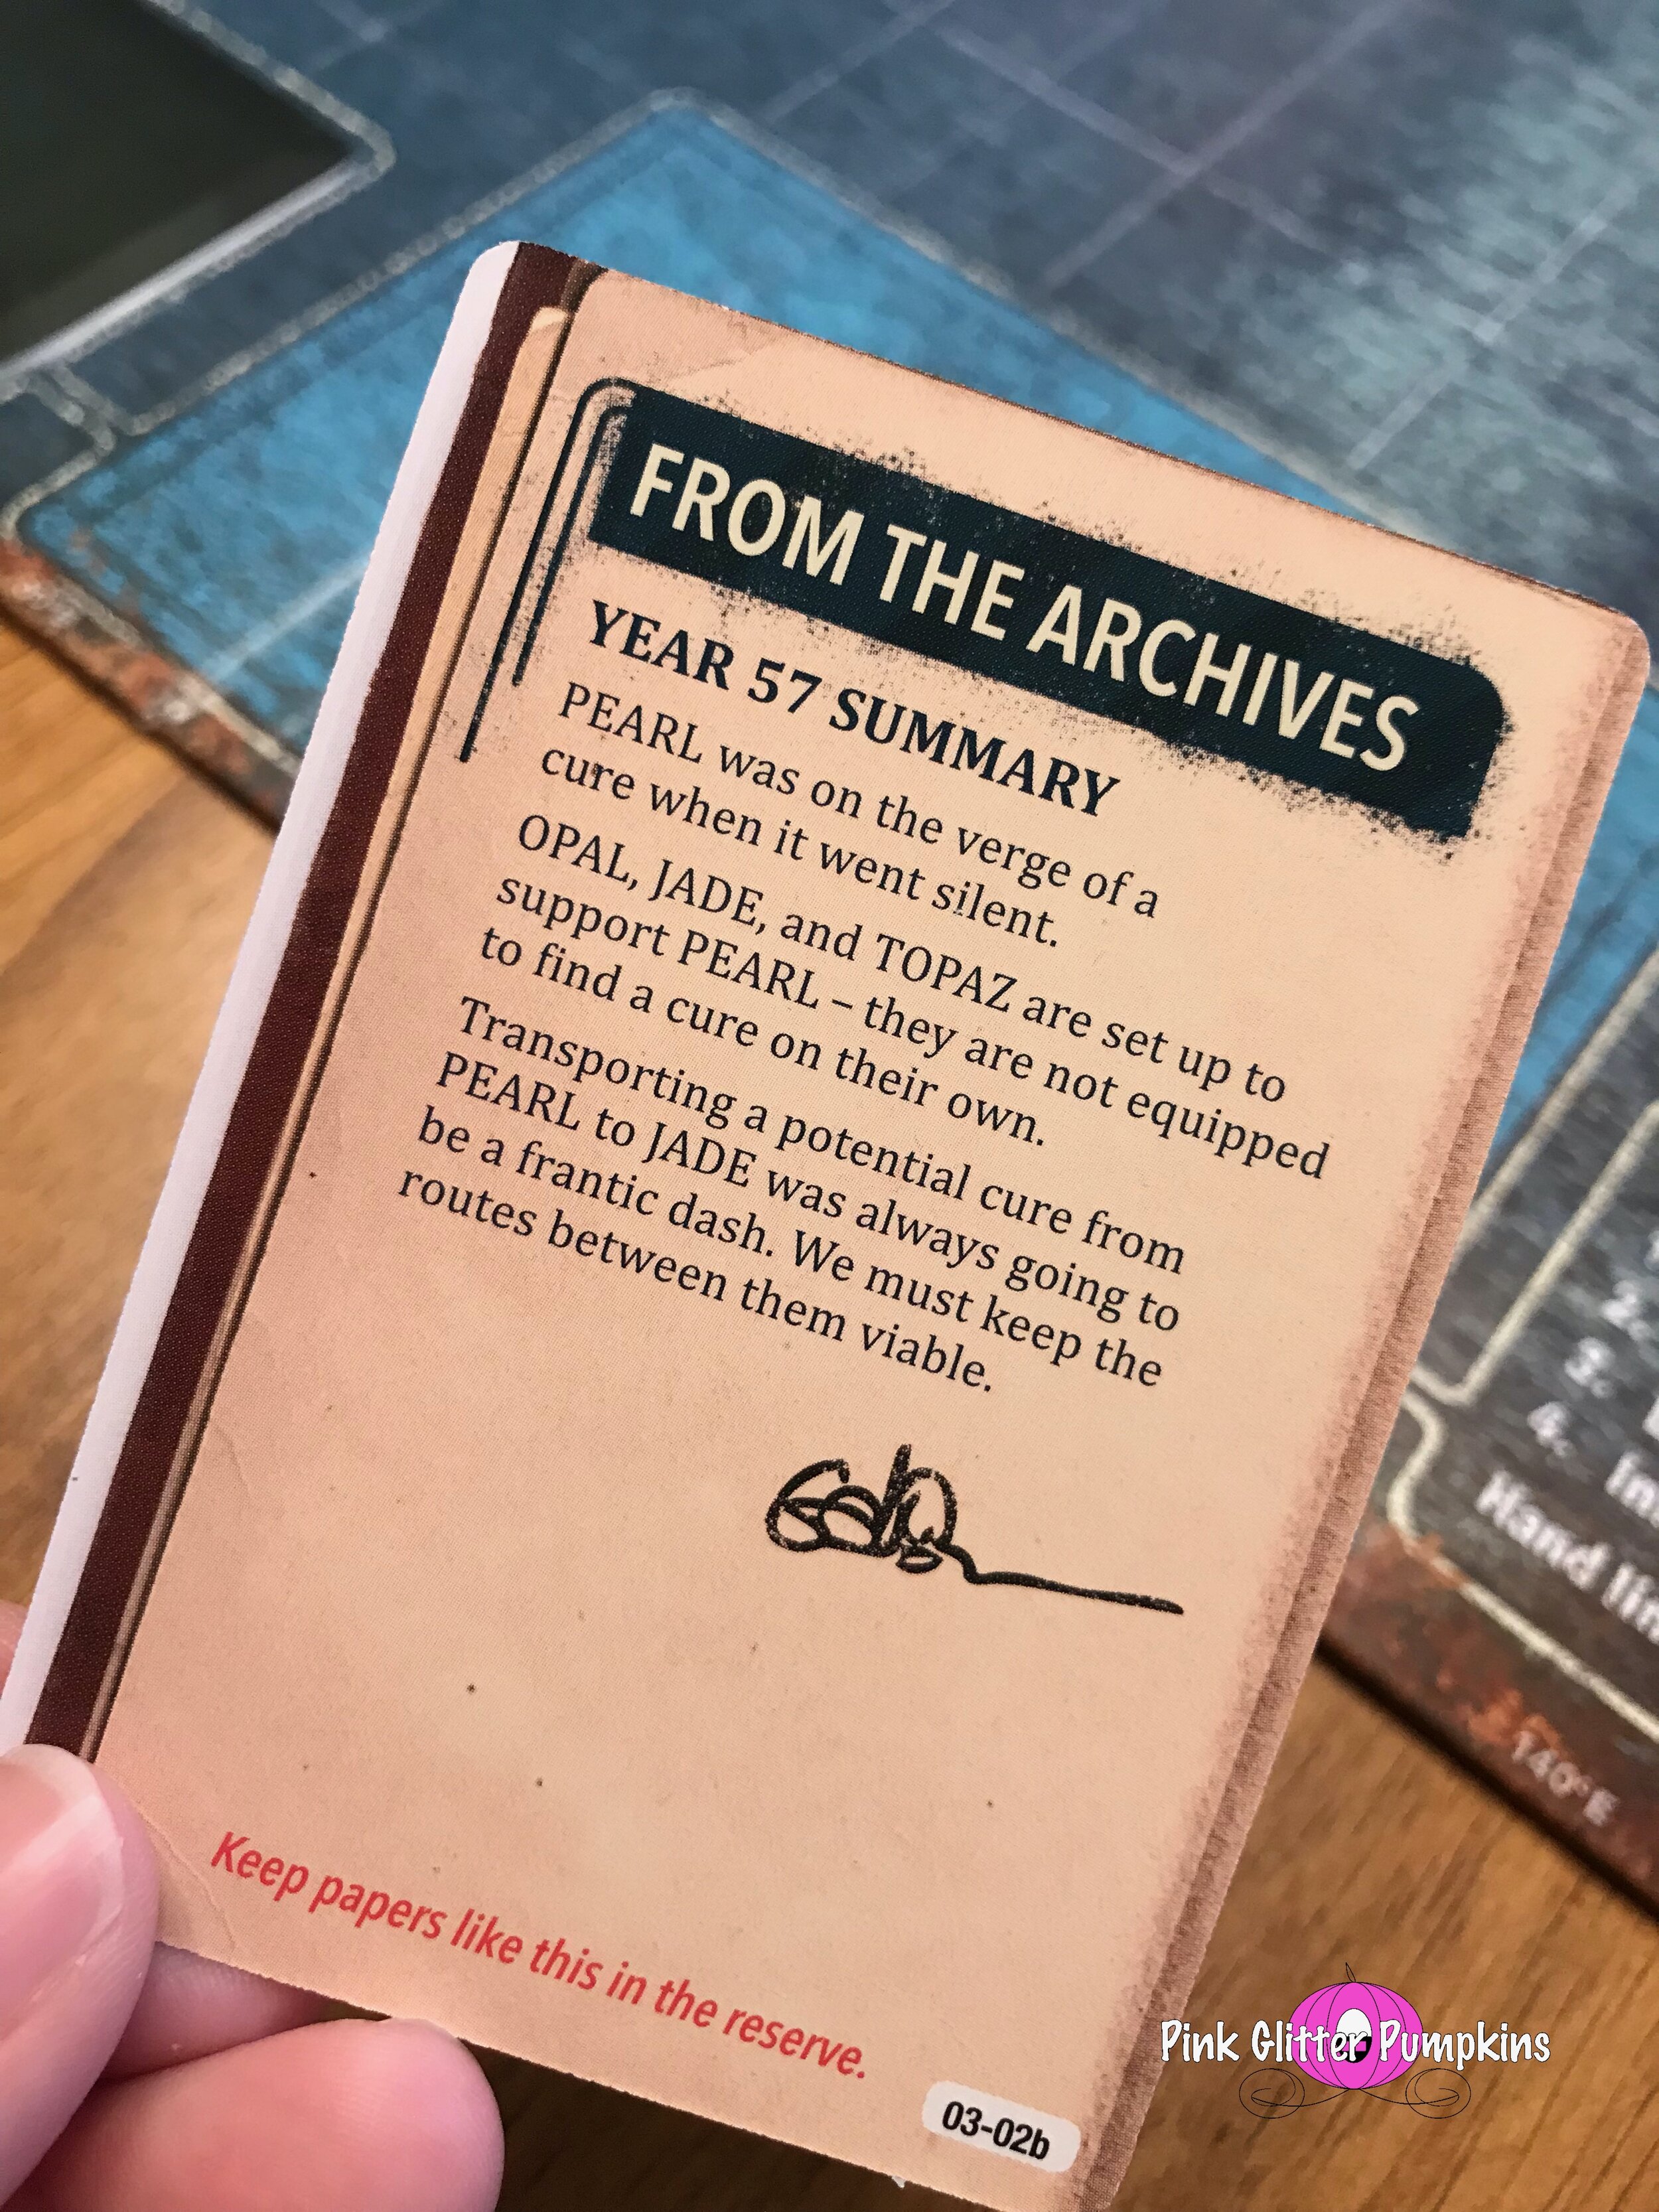 FROM THE ARCHIVES
YEAR 57 SUMMARY
PEARL was on the verge of a
cure when it went silent.
OPAL, JADE, and TOPAZ are set up to
support PEARL – they are not equipped
to find a cure on their own.
Transporting a potential cure from
PEARL to JADE was always going to
be a frantic dash. We must keep the
routes between them viable.
Keep papers like this in the reserve.
03-02b
2.
3.
4.
Hand
140°E
Pink Glitter Pumpkins